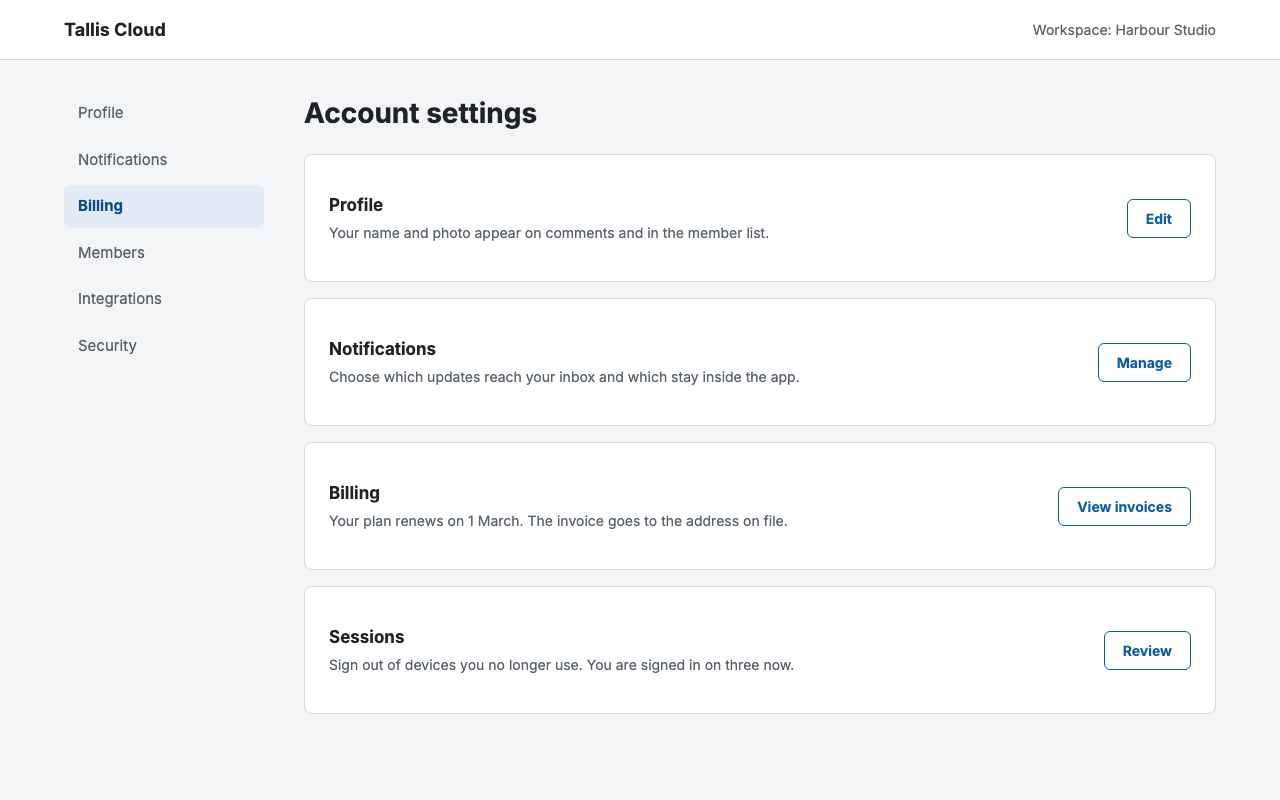 Tallis Cloud
Workspace: Harbour Studio
Profile
Notifications
Billing
Members
Integrations
Security
Account settings
Profile
Your name and photo appear on comments and in the member list.
Edit
Notifications
Choose which updates reach your inbox and which stay inside the app.
Manage
Billing
Your plan renews on 1 March. The invoice goes to the address on file.
View invoices
Sessions
Sign out of devices you no longer use. You are signed in on three now.
Review